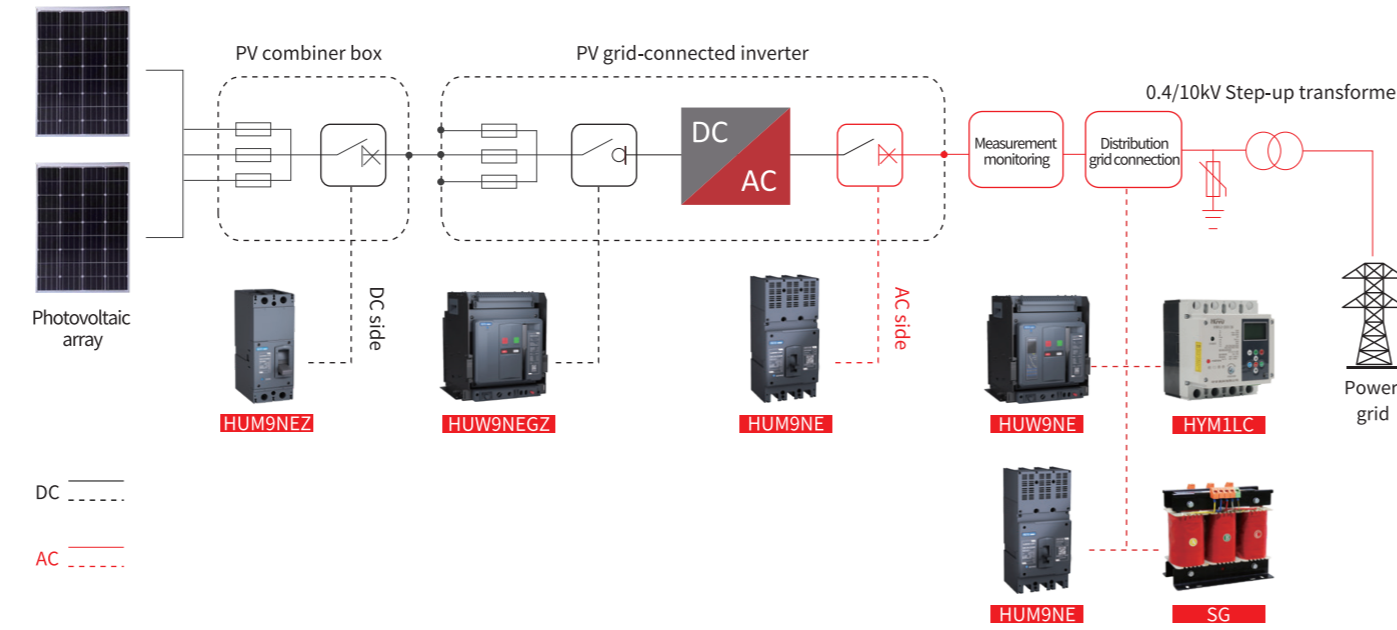 PV combiner box
PV grid-connected inverter
0.4/10kV Step-up transforme
DC
AC
Measurement
monitoring
Distribution
grid connection
Photovoltaic
array
DC side
AC side
Power
grid
HUM9NEZ
HUW9NEGZ
HUM9NE
HUW9NE
HYM1LC
DC
AC
HUM9NE
SG